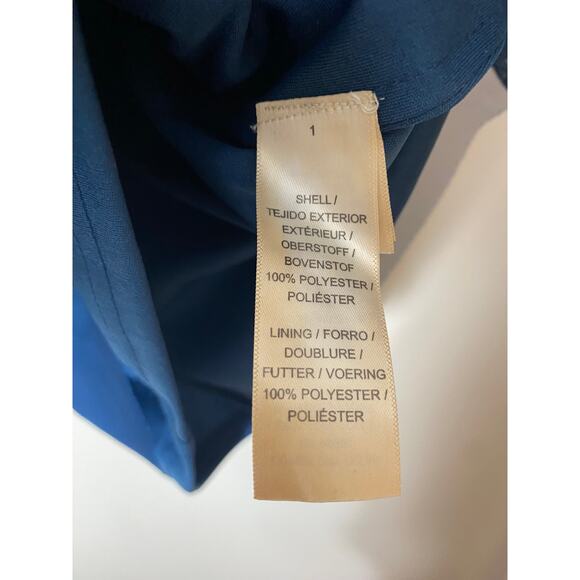 1
SHELL /
TEJIDO EXTERIOR
EXTÉRIEUR /
OBERSTOFF /
BOVENSTOF
100% POLYESTER /
POLIÉSTER
LINING / FORRO /
DOUBLURE /
FUTTER / VOERING
100% POLYESTER /
POLIÉSTER